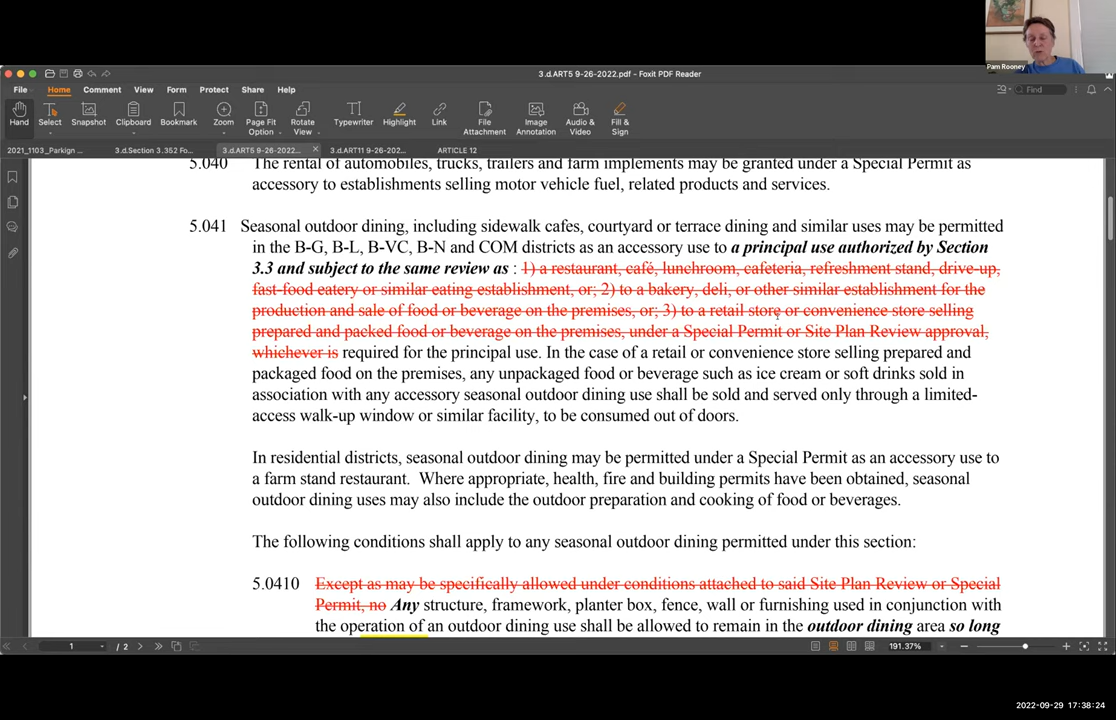 Pam Rooney
3.d.ART5 9-26-2022.pdf - Foxit PDF Reader
File Home Comment View Form Protect Share Help
Find
Hand Select Snapshot Clipboard Bookmark Zoom Page Fit Option Rotate View Typewriter Highlight Link File Attachment Image Annotation Audio & Video Fill & Sign
2021_1103_Parkign ... 3.d.Section 3.352 Fo... 3.d.ART5 9-26-2022... 3.d.ART11 9-26-202... ARTICLE 12
5.040 The rental of automobiles, trucks, trailers and farm implements may be granted under a Special Permit as
accessory to establishments selling motor vehicle fuel, related products and services.
5.041 Seasonal outdoor dining, including sidewalk cafes, courtyard or terrace dining and similar uses may be permitted
in the B-G, B-L, B-VC, B-N and COM districts as an accessory use to a principal use authorized by Section
3.3 and subject to the same review as : 1) a restaurant, café, lunchroom, cafeteria, refreshment stand, drive-up,
fast-food eatery or similar eating establishment, or; 2) to a bakery, deli, or other similar establishment for the
production and sale of food or beverage on the premises, or; 3) to a retail store or convenience store selling
prepared and packed food or beverage on the premises, under a Special Permit or Site Plan Review approval,
whichever is required for the principal use. In the case of a retail or convenience store selling prepared and
packaged food on the premises, any unpackaged food or beverage such as ice cream or soft drinks sold in
association with any accessory seasonal outdoor dining use shall be sold and served only through a limited-
access walk-up window or similar facility, to be consumed out of doors.
In residential districts, seasonal outdoor dining may be permitted under a Special Permit as an accessory use to
a farm stand restaurant. Where appropriate, health, fire and building permits have been obtained, seasonal
outdoor dining uses may also include the outdoor preparation and cooking of food or beverages.
The following conditions shall apply to any seasonal outdoor dining permitted under this section:
5.0410 Except as may be specifically allowed under conditions attached to said Site Plan Review or Special
Permit, no Any structure, framework, planter box, fence, wall or furnishing used in conjunction with
the operation of an outdoor dining use shall be allowed to remain in the outdoor dining area so long
1 / 2 191.37%
2022-09-29 17:38:24